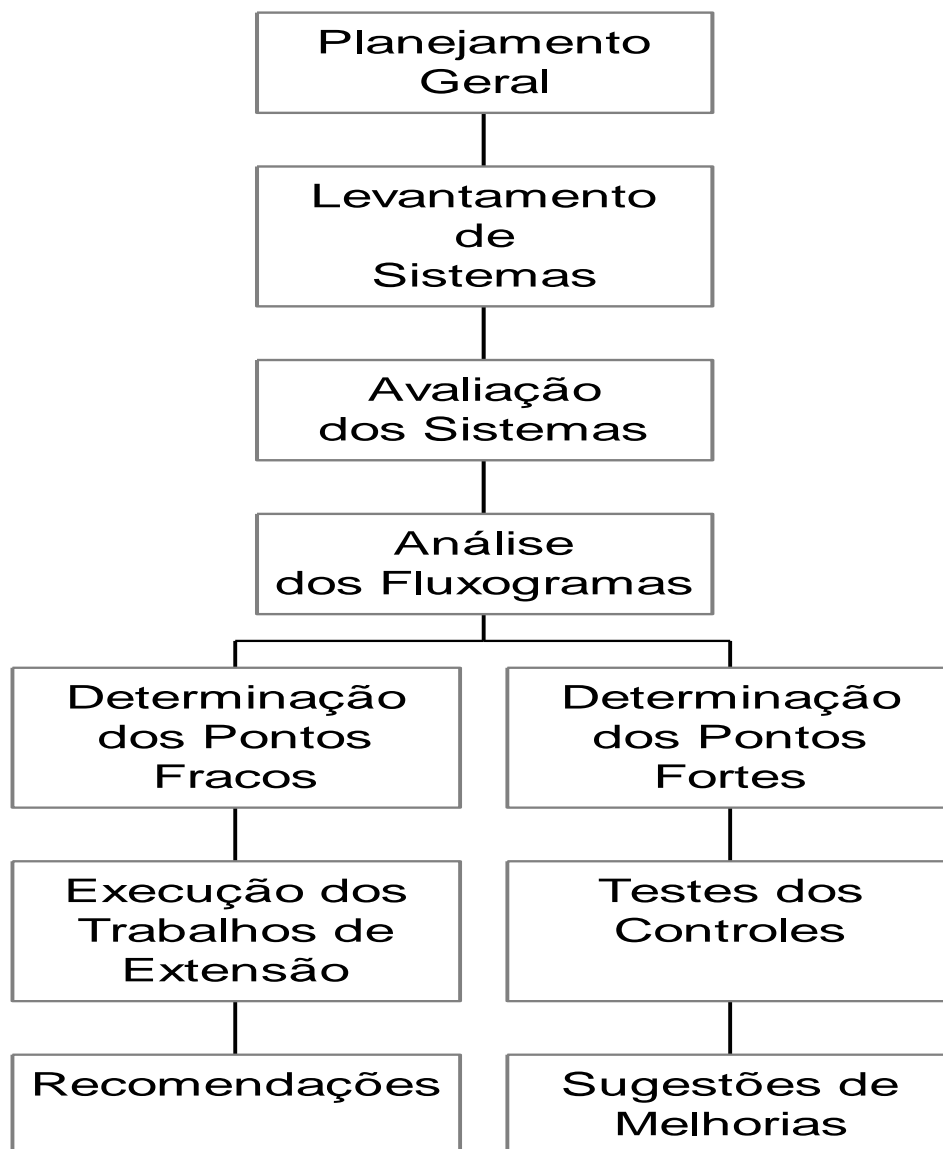 Planejamento
Geral
Levantamento
de
Sistemas
Avaliação
dos Sistemas
Análise
dos Fluxogramas
Determinação
dos Pontos
Fracos
Determinação
dos Pontos
Fortes
Execução dos
Trabalhos de
Extensão
Testes dos
Controles
Recomendações
Sugestões de
Melhorias